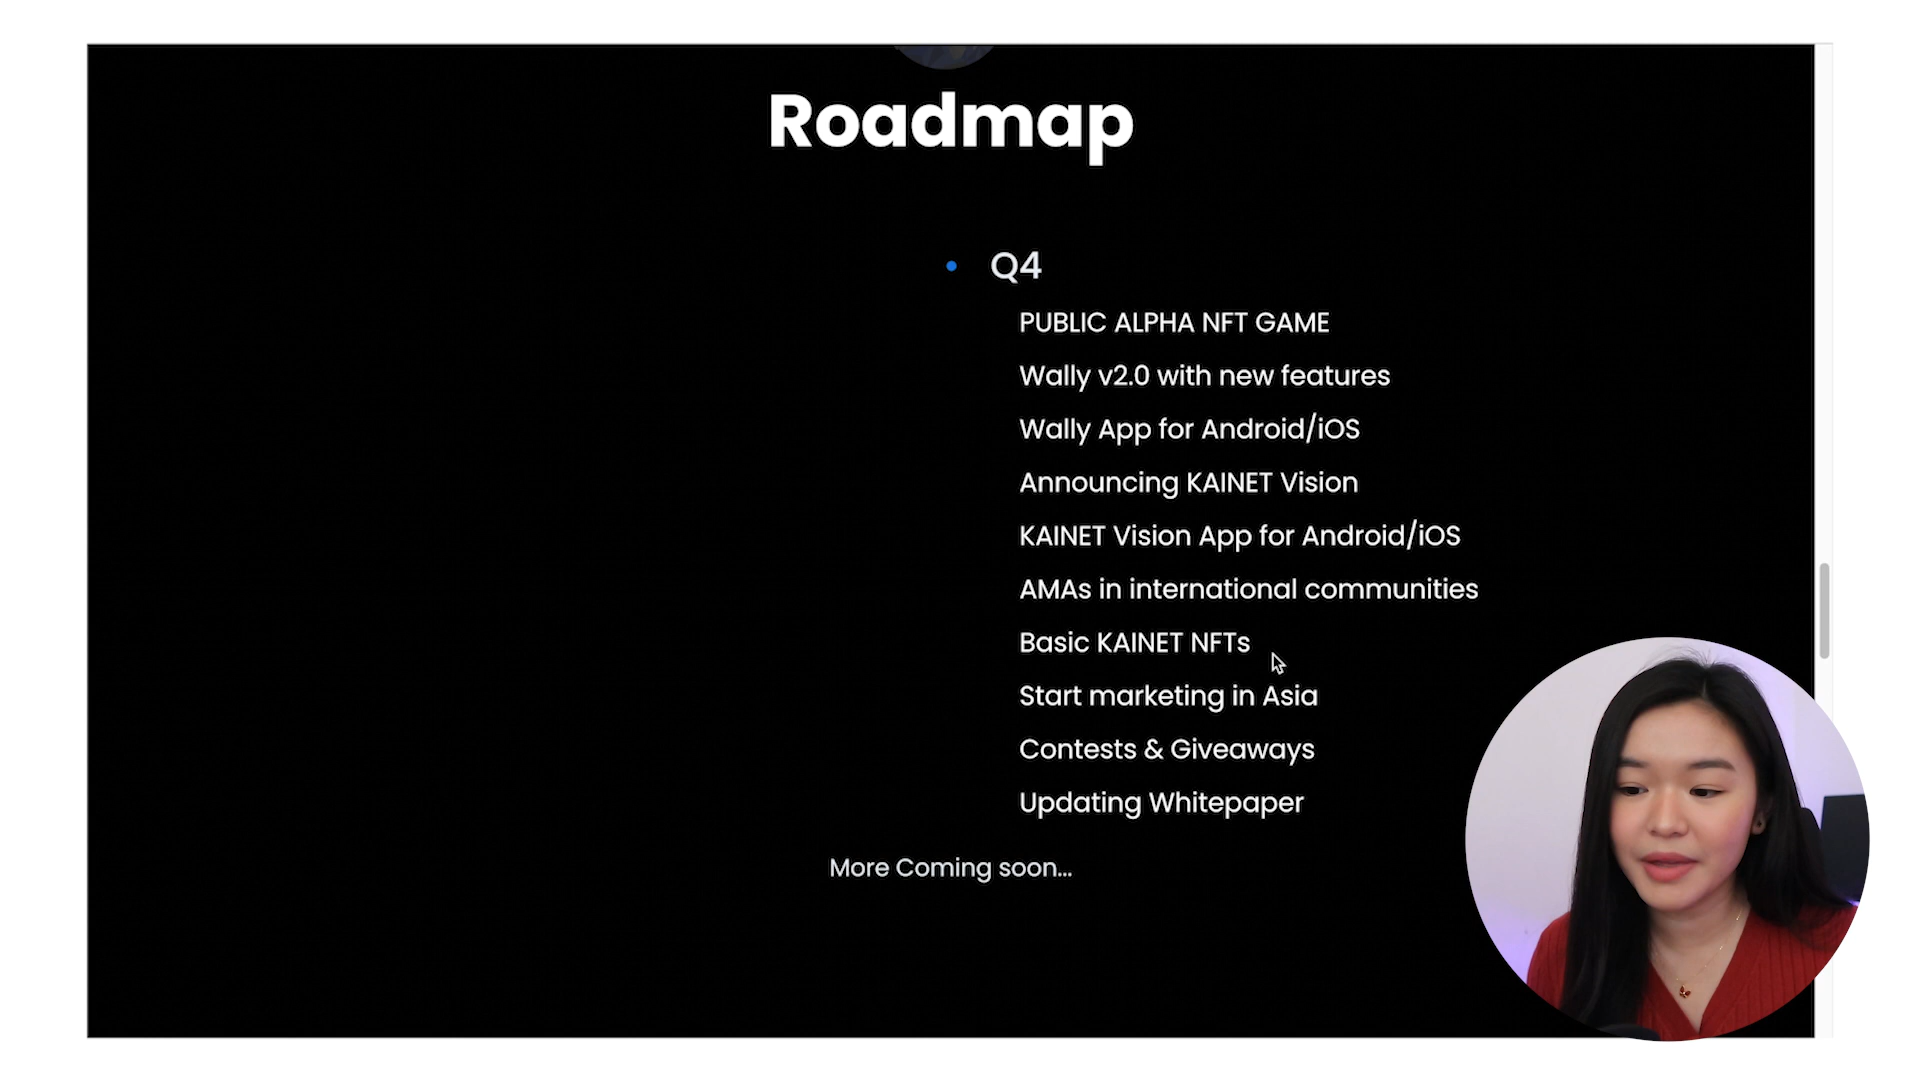 Roadmap
Q4
PUBLIC ALPHA NFT GAME
Wally v2.0 with new features
Wally App for Android/iOS
Announcing KAINET Vision
KAINET Vision App for Android/iOS
AMAs in international communities
Basic KAINET NFTs
Start marketing in Asia
Contests & Giveaways
Updating Whitepaper
More Coming soon...